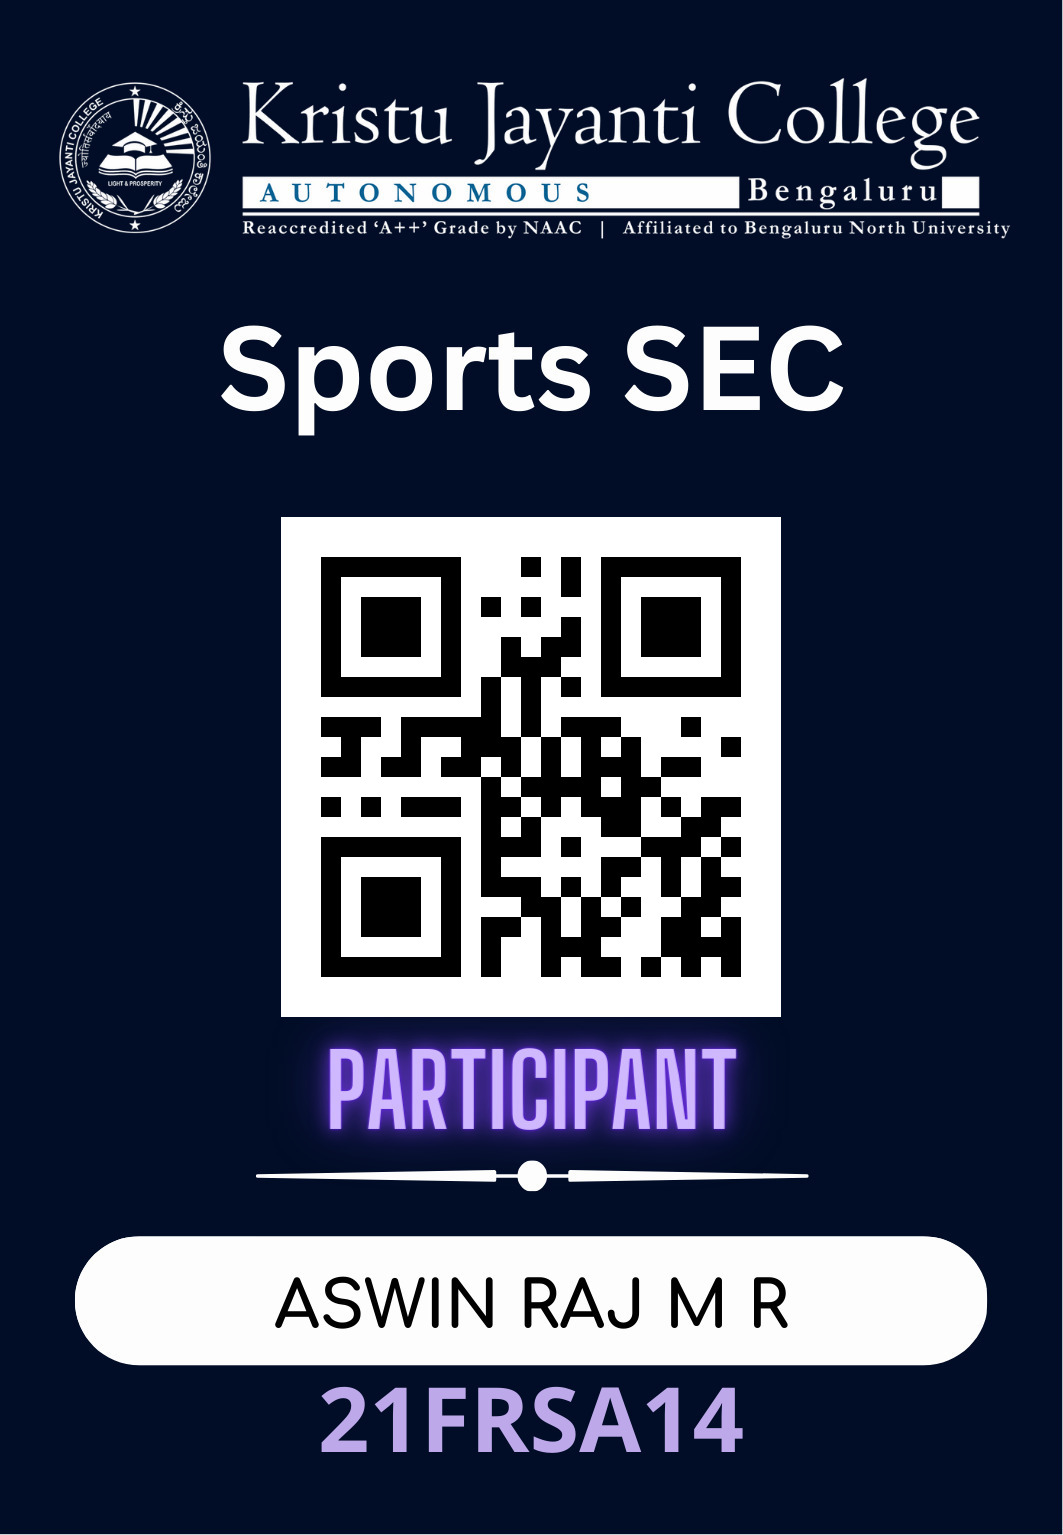 KRISTU JAYANTI COLLEGE
ಕ್ರಿಸ್ತು ಜಯಂತಿ ಕಾಲೇಜು
LIGHT & PROSPERITY
Kristu Jayanti College
AUTONOMOUS Bengaluru
Reaccredited ‘A++’ Grade by NAAC | Affiliated to Bengaluru North University
Sports SEC
PARTICIPANT
ASWIN RAJ M R
21FRSA14